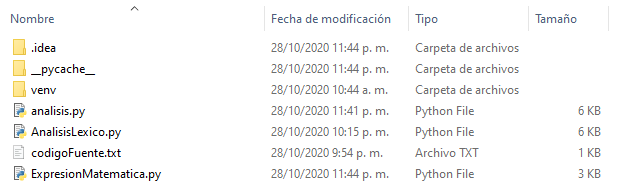 Nombre Fecha de modificación Tipo Tamaño
.idea 28/10/2020 11:44 p. m. Carpeta de archivos
__pycache__ 28/10/2020 11:44 p. m. Carpeta de archivos
venv 28/10/2020 10:44 a. m. Carpeta de archivos
analisis.py 28/10/2020 11:41 p. m. Python File 6 KB
AnalisisLexico.py 28/10/2020 10:15 p. m. Python File 6 KB
codigoFuente.txt 28/10/2020 9:54 p. m. Archivo TXT 1 KB
ExpresionMatematica.py 28/10/2020 11:44 p. m. Python File 3 KB